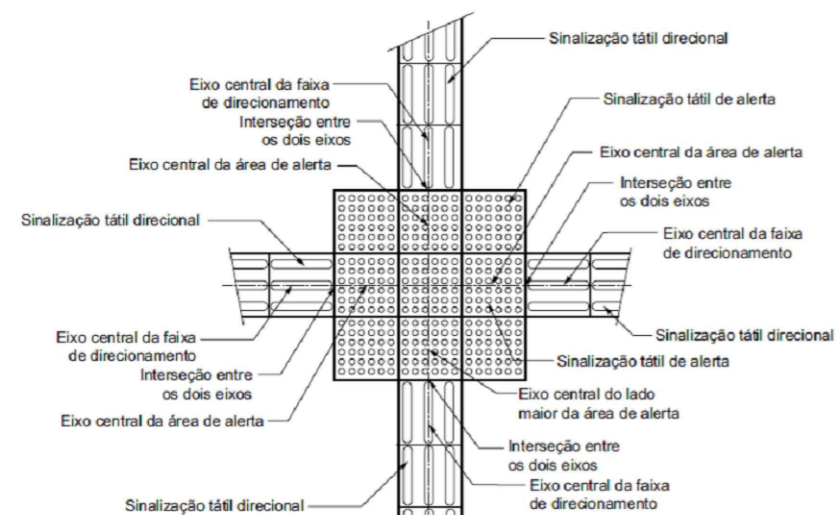 Sinalização tátil direcional
Eixo central da faixa
de direcionamento
Sinalização tátil de alerta
Interseção entre
os dois eixos
Eixo central da área de alerta
Eixo central da área de alerta
Interseção entre
os dois eixos
Sinalização tátil direcional
Eixo central da faixa
de direcionamento
Eixo central da faixa
de direcionamento
Sinalização tátil direcional
Interseção entre
os dois eixos
Sinalização tátil de alerta
Eixo central da área de alerta
Eixo central do lado
maior da área de alerta
Interseção entre
os dois eixos
Eixo central da faixa
de direcionamento
Sinalização tátil direcional